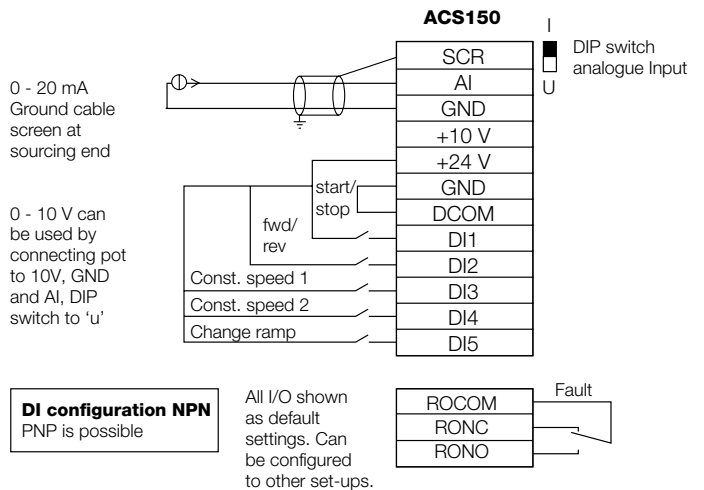 ACS150
I
DIP switch
analogue Input
U
SCR
AI
GND
+10 V
+24 V
GND
DCOM
DI1
DI2
DI3
DI4
DI5
0 - 20 mA
Ground cable
screen at
sourcing end
0 - 10 V can
be used by
connecting pot
to 10V, GND
and AI, DIP
switch to ‘u’
start/
stop
fwd/
rev
Const. speed 1
Const. speed 2
Change ramp
DI configuration NPN
PNP is possible
All I/O shown
as default
settings. Can
be configured
to other set-ups.
ROCOM
RONC
RONO
Fault